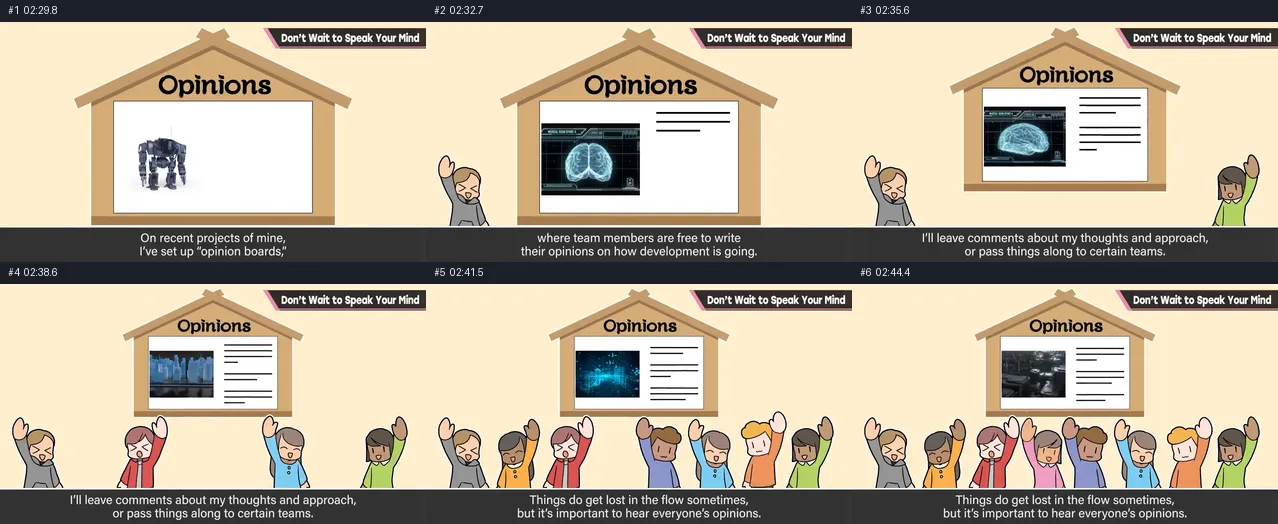 #1 02:29.8
Don't Wait to Speak Your Mind
Opinions
On recent projects of mine,
I've set up "opinion boards,"
#2 02:32.7
Don't Wait to Speak Your Mind
Opinions
where team members are free to write
their opinions on how development is going.
#3 02:35.6
Don't Wait to Speak Your Mind
Opinions
I'll leave comments about my thoughts and approach,
or pass things along to certain teams.
#4 02:38.6
Don't Wait to Speak Your Mind
Opinions
I'll leave comments about my thoughts and approach,
or pass things along to certain teams.
#5 02:41.5
Don't Wait to Speak Your Mind
Opinions
Things do get lost in the flow sometimes,
but it's important to hear everyone's opinions.
#6 02:44.4
Don't Wait to Speak Your Mind
Opinions
Things do get lost in the flow sometimes,
but it's important to hear everyone's opinions.